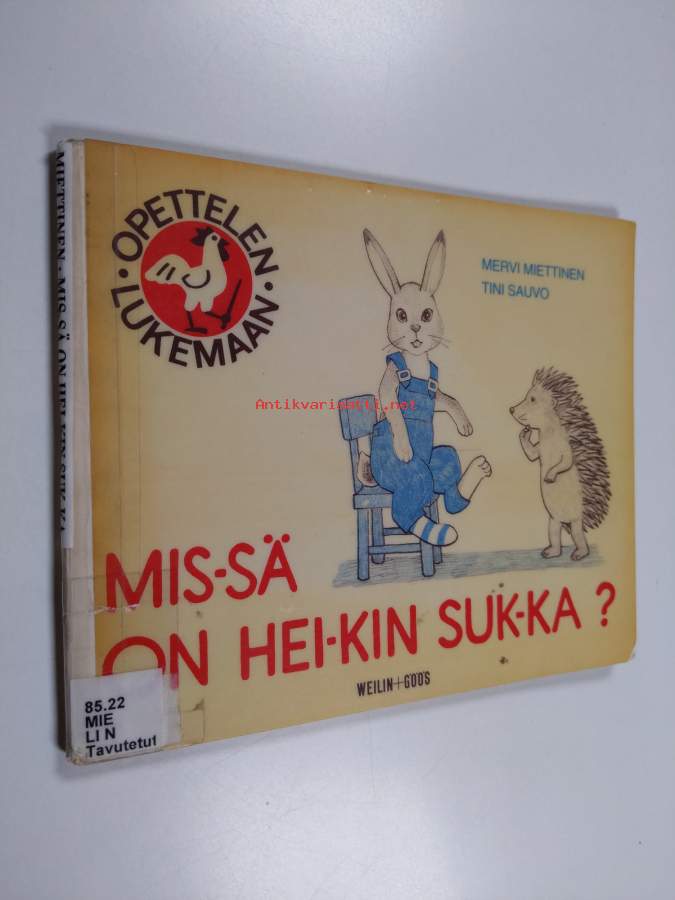 MIETTINEN · MIS-SÄ ON HEI-KIN SUK-KA
· OPETTELEN ·
LUKEMAAN
MERVI MIETTINEN
TINI SAUVO
Antikvariaatti.net
MIS-SÄ
ON HEI-KIN SUK-KA ?
WEILIN+GÖÖS
85.22
MIE
LI N
Tavutetut